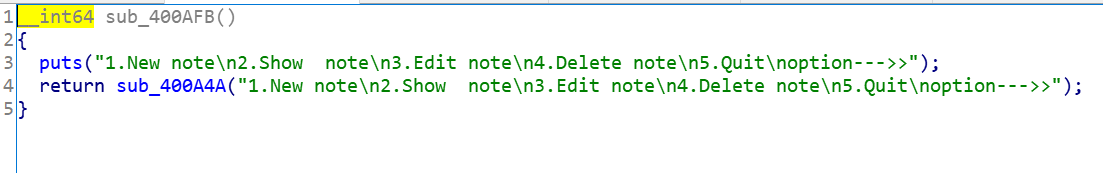 1 __int64 sub_400AFB()
2 {
3   puts("1.New note\n2.Show  note\n3.Edit note\n4.Delete note\n5.Quit\noption--->>");
4   return sub_400A4A("1.New note\n2.Show  note\n3.Edit note\n4.Delete note\n5.Quit\noption--->>");
5 }